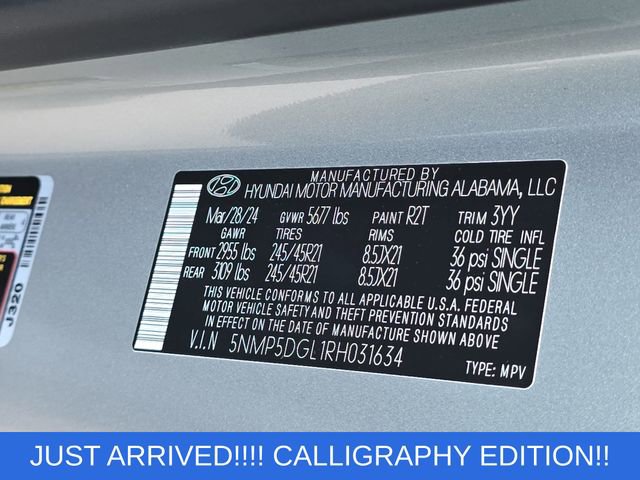 MANUFACTURED BY
HYUNDAI MOTOR MANUFACTURING ALABAMA, LLC
Mar/28/24 GVWR 5677 lbs PAINT R2T TRIM 3YY
GAWR TIRES RIMS COLD TIRE INFL
FRONT 2955 lbs 245/45R21 8.5JX21 36 psi SINGLE
REAR 3109 lbs 245/45R21 8.5JX21 36 psi SINGLE
THIS VEHICLE CONFORMS TO ALL APPLICABLE U.S.A. FEDERAL
MOTOR VEHICLE SAFETY AND THEFT PREVENTION STANDARDS
IN EFFECT ON THE DATE OF MANUFACTURE SHOWN ABOVE
V.I.N 5NMP5DGL1RH031634
TYPE: MPV
J320
JUST ARRIVED!!!! CALLIGRAPHY EDITION!!